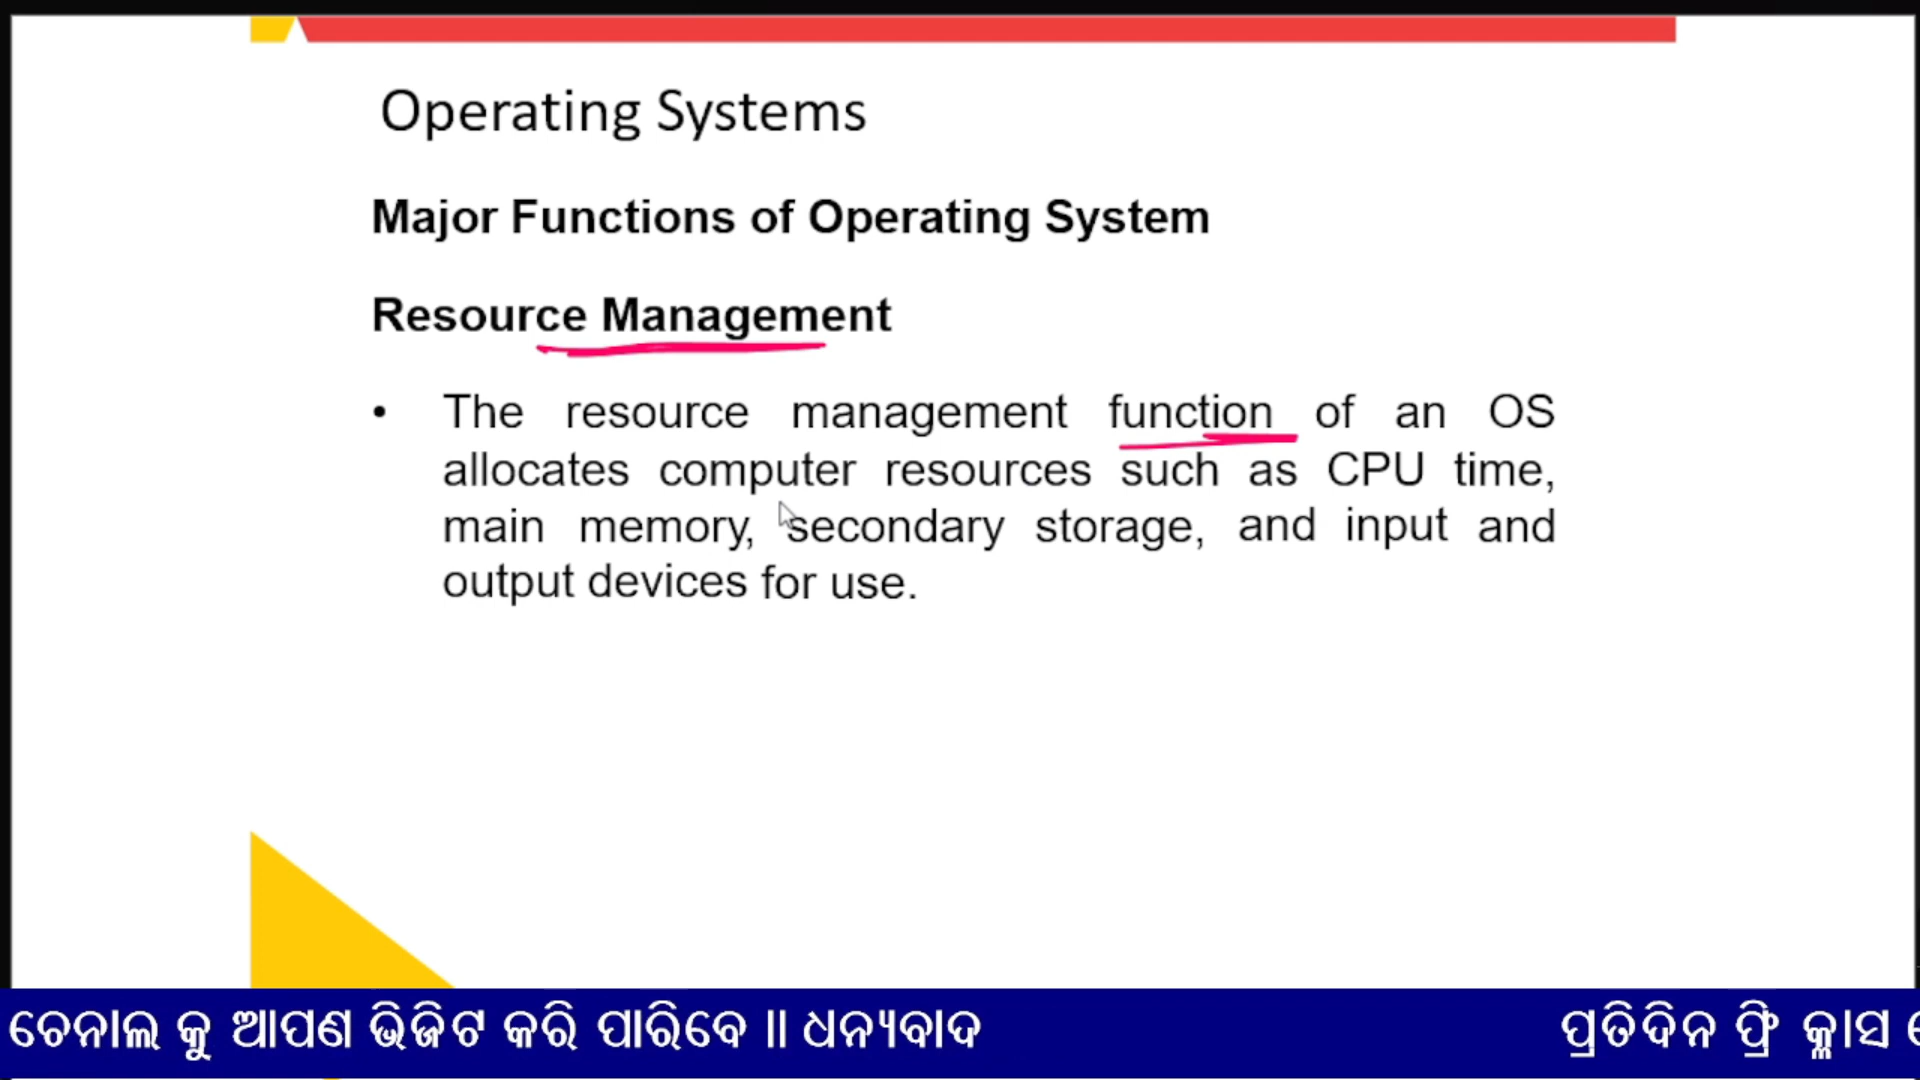 Operating Systems
Major Functions of Operating System
Resource Management
• The resource management function of an OS
allocates computer resources such as CPU time,
main memory, secondary storage, and input and
output devices for use.
ଚେନାଲ କୁ ଆପଣ ଭିଜିଟ କରି ପାରିବେ ॥ ଧନ୍ୟବାଦ ପ୍ରତିଦିନ ଫ୍ରି କ୍ଳାସ